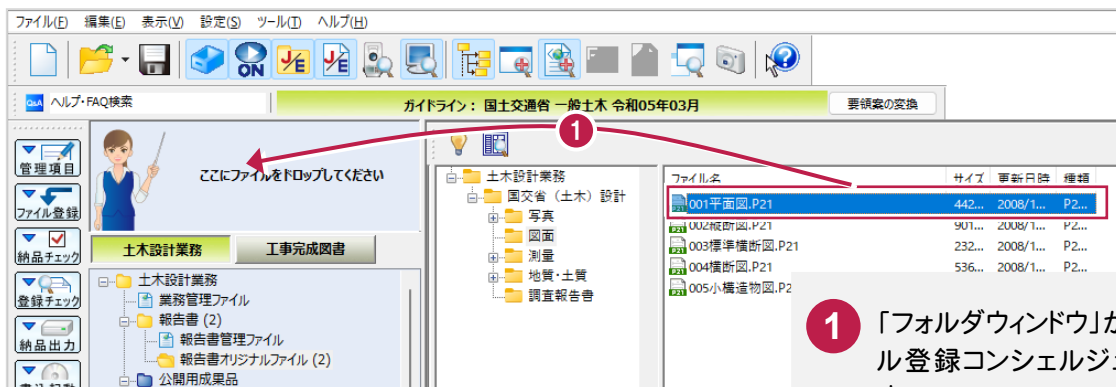 ファイル(F) 編集(E) 表示(V) 設定(S) ツール(T) ヘルプ(H)
ON J/E J/E
Q&A ヘルプ・FAQ検索
ガイドライン： 国土交通省 一般土木 令和05年03月
要領案の変換
1
管理項目
ファイル登録
納品チェック
登録チェック
納品出力
ここにファイルをドロップしてください
土木設計業務 工事完成図書
土木設計業務
業務管理ファイル
報告書 (2)
報告書管理ファイル
報告書オリジナルファイル (2)
公開用成果品
土木設計業務
国交省（土木）設計
写真
図面
測量
地質・土質
調査報告書
ファイル名 サイズ 更新日時 種類
001平面図.P21 442... 2008/1... P2...
002縦断図.P21 901... 2008/1... P2...
003標準横断図.P21 232... 2008/1... P2...
004横断図.P21 536... 2008/1... P2...
005小構造物図.P2
1 「フォルダウィンドウ」か
ル登録コンシェルジ